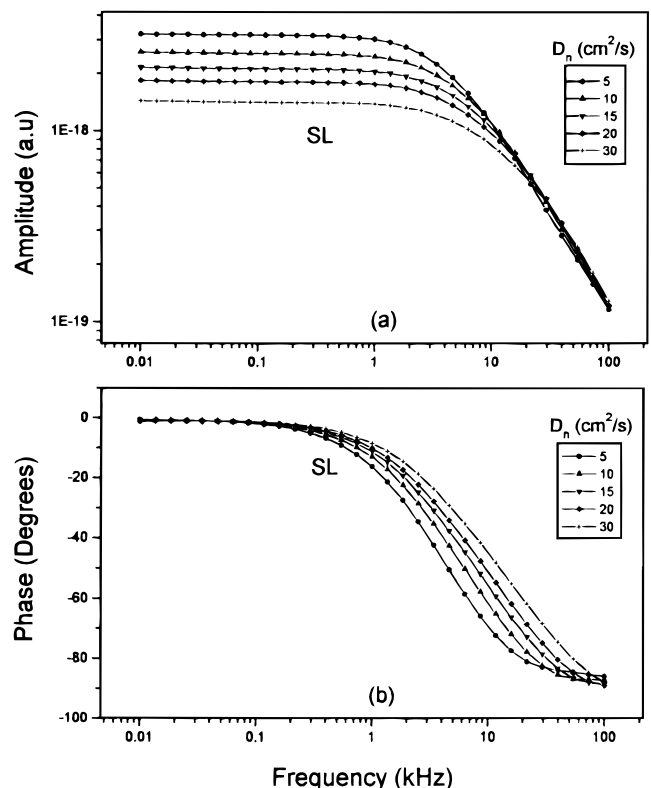 Amplitude (a.u)
1E-18
1E-19
Dn (cm²/s)
5
10
15
20
30
SL
(a)
0.01 0.1 1 10 100
Phase (Degrees)
0
-20
-40
-60
-80
-100
Dn (cm²/s)
5
10
15
20
30
SL
(b)
0.01 0.1 1 10 100
Frequency (kHz)